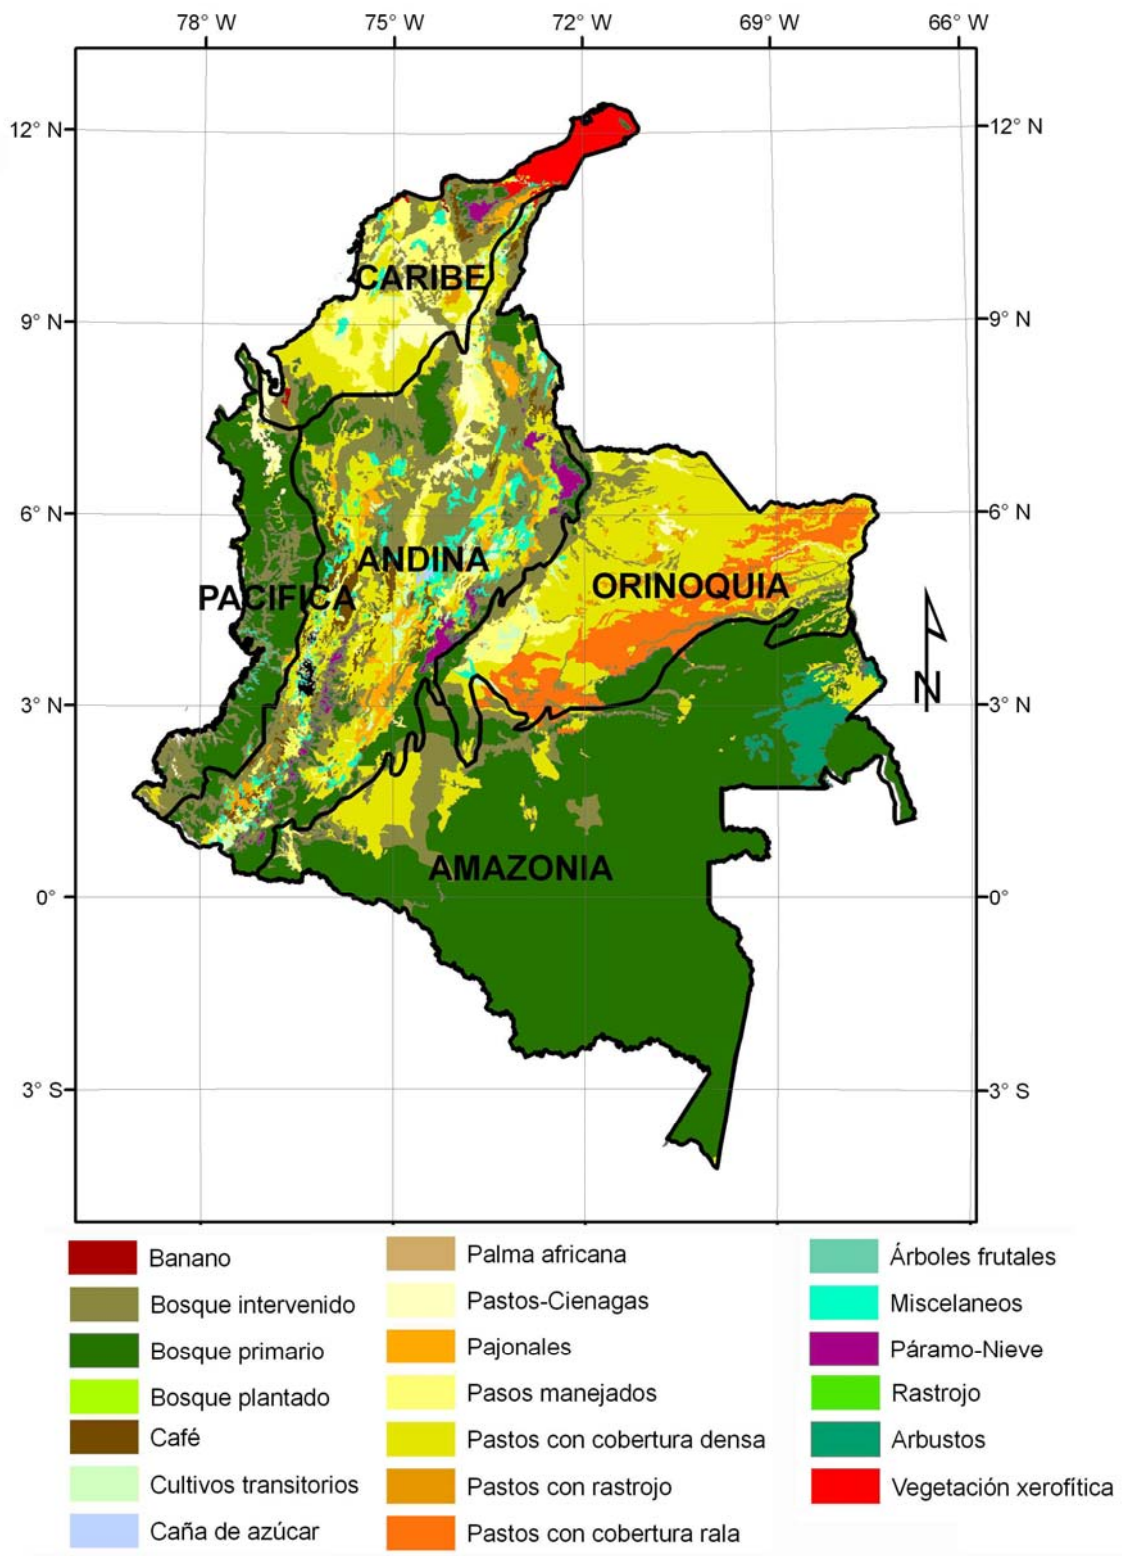 78° W 75° W 72° W 69° W 66° W
12° N 12° N
CARIBE
9° N 9° N
6° N 6° N
ANDINA
ORINOQUIA
PACIFICA
N
3° N 3° N
AMAZONIA
0° 0°
3° S 3° S
Banano
Bosque intervenido
Bosque primario
Bosque plantado
Café
Cultivos transitorios
Caña de azúcar
Palma africana
Pastos-Cienagas
Pajonales
Pasos manejados
Pastos con cobertura densa
Pastos con rastrojo
Pastos con cobertura rala
Árboles frutales
Miscelaneos
Páramo-Nieve
Rastrojo
Arbustos
Vegetación xerofítica